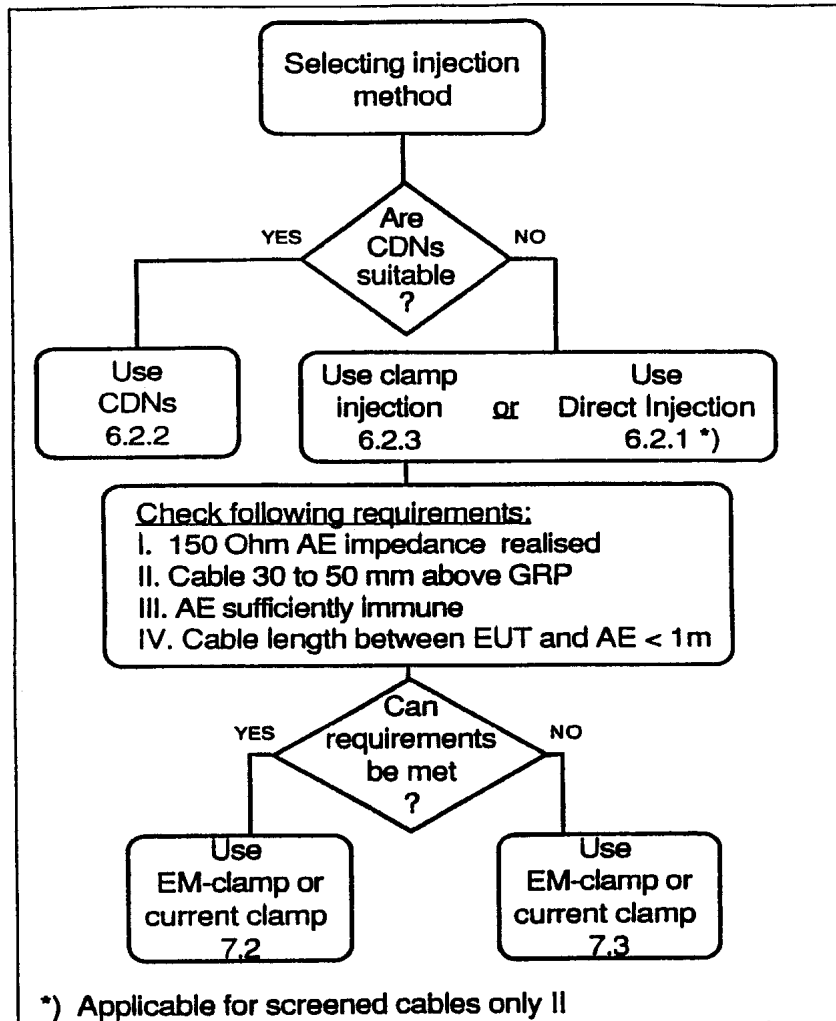 Selecting injection
method
Are
CDNs
suitable
?
YES
NO
Use
CDNs
6.2.2
Use clamp
injection
6.2.3
or
Use
Direct Injection
6.2.1 *)
Check following requirements:
I. 150 Ohm AE impedance realised
II. Cable 30 to 50 mm above GRP
III. AE sufficiently immune
IV. Cable length between EUT and AE < 1m
Can
requirements
be met
?
YES
NO
Use
EM-clamp or
current clamp
7.2
Use
EM-clamp or
current clamp
7.3
*) Applicable for screened cables only !!